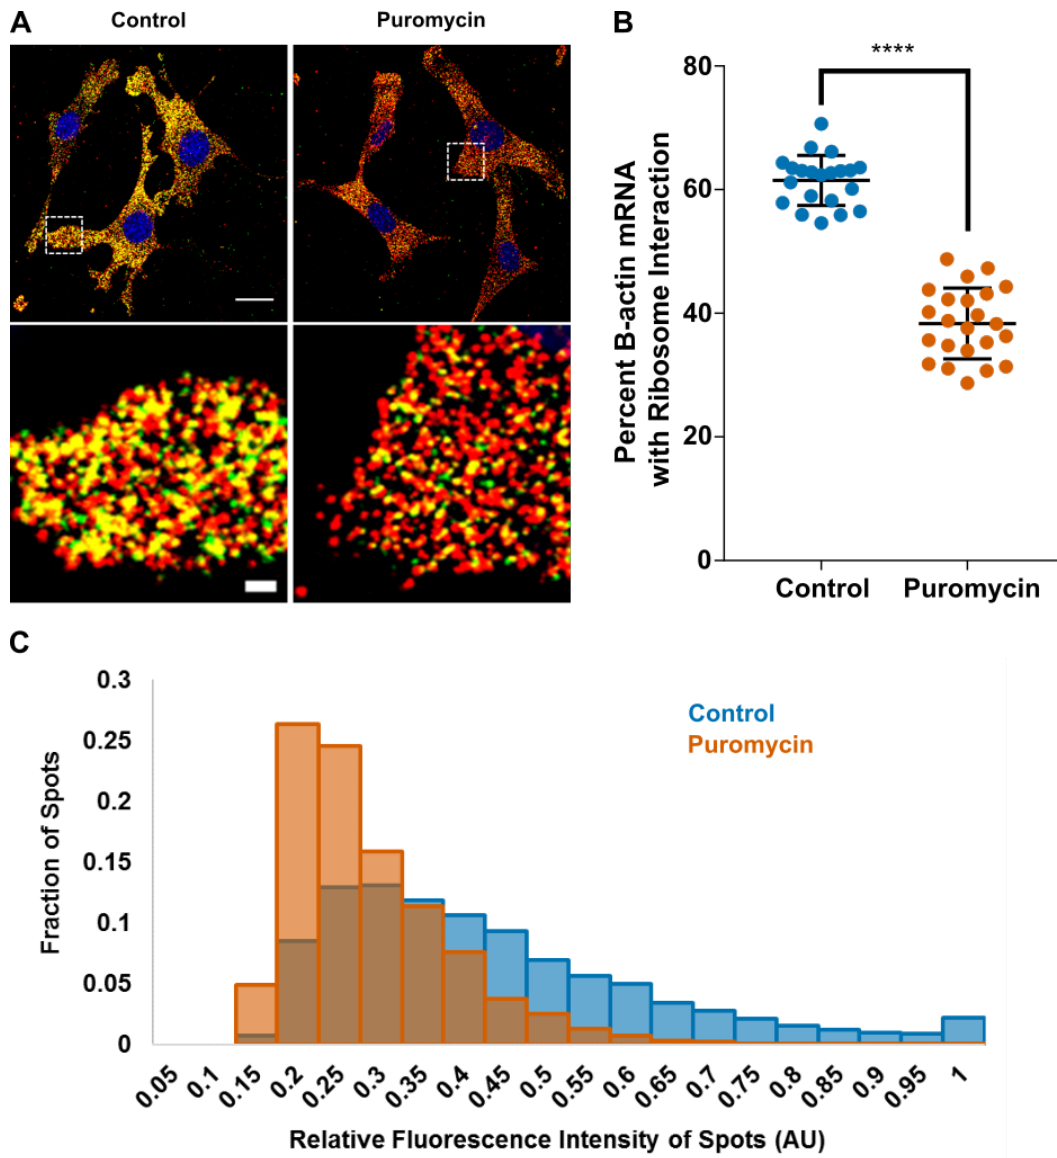 A
Control
Puromycin
B
Percent B-actin mRNA
with Ribosome Interaction
80
60
40
20
0
****
Control
Puromycin
C
Fraction of Spots
0.3
0.25
0.2
0.15
0.1
0.05
0
Control
Puromycin
0.05
0.1
0.15
0.2
0.25
0.3
0.35
0.4
0.45
0.5
0.55
0.6
0.65
0.7
0.75
0.8
0.85
0.9
0.95
1
Relative Fluorescence Intensity of Spots (AU)